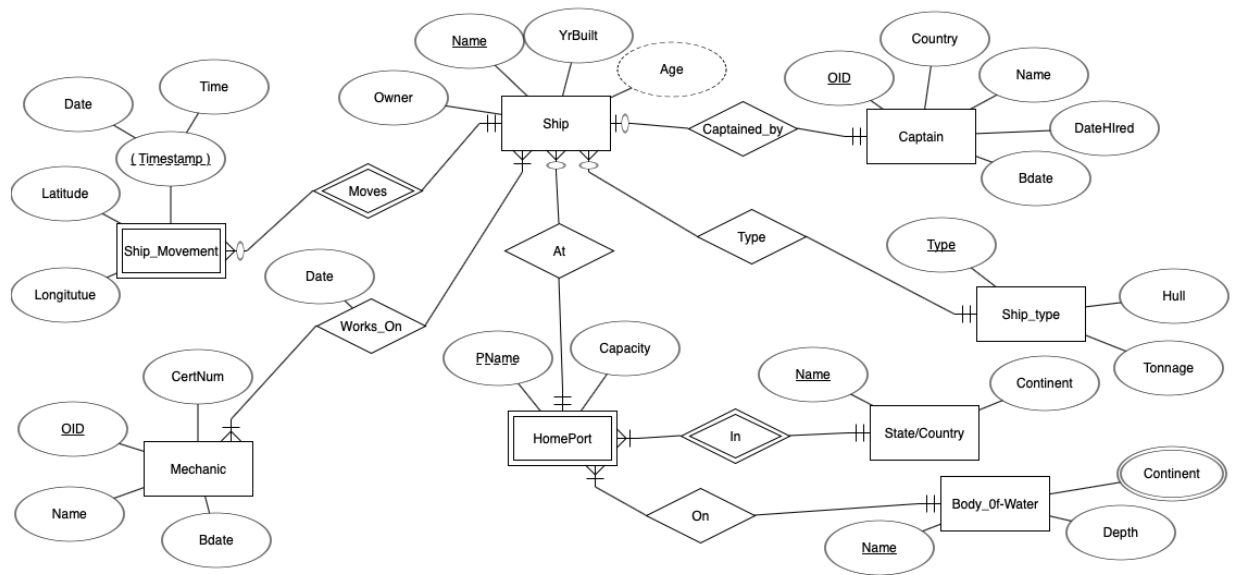 Name
YrBuilt
Age
Owner
Ship
Country
OID
Name
DateHIred
Bdate
Captain
Captained_by
Time
Date
( Timestamp )
Latitude
Longitutue
Ship_Movement
Moves
Date
Works_On
At
Type
Type
Hull
Tonnage
Ship_type
CertNum
OID
Name
Bdate
Mechanic
PName
Capacity
HomePort
In
Name
Continent
State/Country
On
Continent
Body_0f-Water
Depth
Name